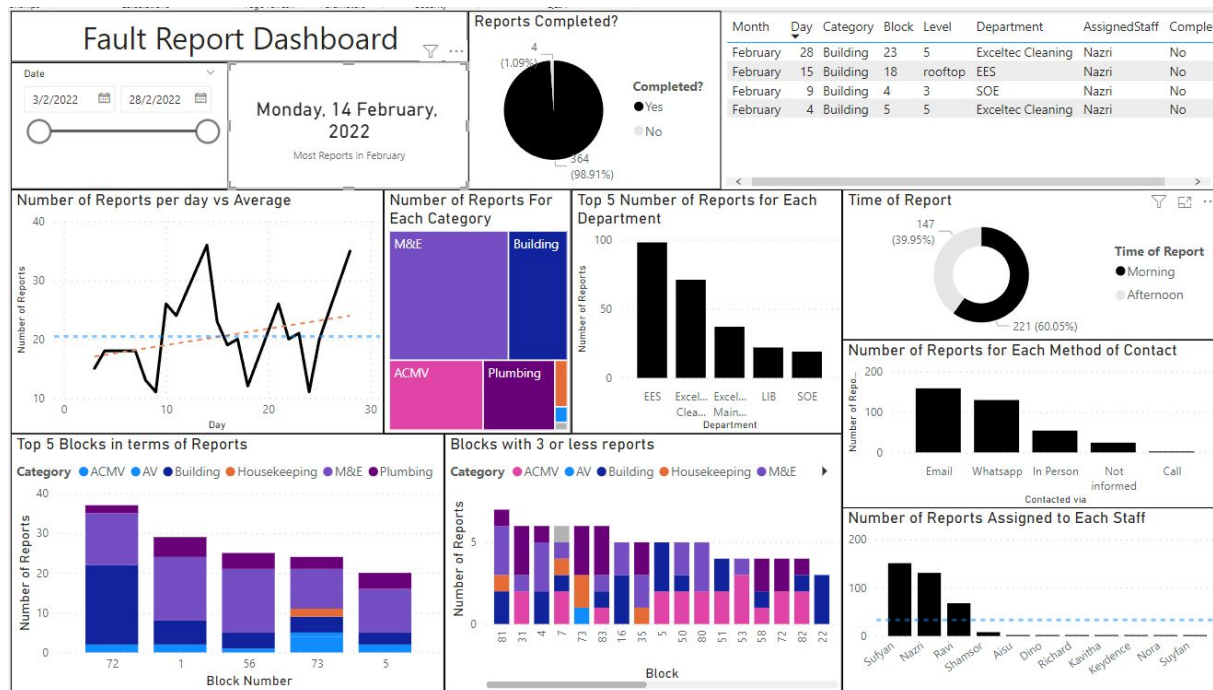 Fault Report Dashboard
Date
3/2/2022 28/2/2022
Monday, 14 February,
2022
Most Reports in February
Reports Completed?
4
(1.09%)
364
(98.91%)
Completed?
Yes
No
Month Day Category Block Level Department AssignedStaff Comple
February 28 Building 23 5 Exceltec Cleaning Nazri No
February 15 Building 18 rooftop EES Nazri No
February 9 Building 4 3 SOE Nazri No
February 4 Building 5 5 Exceltec Cleaning Nazri No
Number of Reports per day vs Average
Number of Reports
40
30
20
10
0 10 20 30
Day
Number of Reports For
Each Category
M&E
Building
ACMV
Plumbing
Top 5 Number of Reports for Each
Department
Number of Reports
100
50
0
EES Excel... Clea... Excel... Main... LIB SOE
Department
Time of Report
147
(39.95%)
221 (60.05%)
Time of Report
Morning
Afternoon
Number of Reports for Each Method of Contact
Number of Repo...
200
100
0
Email Whatsapp In Person Not informed Call
Contacted via
Top 5 Blocks in terms of Reports
Category ACMV AV Building Housekeeping M&E Plumbing
Number of Reports
40
30
20
10
0
72 1 56 73 5
Block Number
Blocks with 3 or less reports
Category ACMV AV Building Housekeeping M&E
Number of Reports
5
0
81 31 4 7 73 83 16 35 5 50 80 51 53 58 72 82 22
Block
Number of Reports Assigned to Each Staff
Number of Reports
200
100
0
Sufyan Nazri Ravi Shamsor Aisu Dino Richard Kavitha Keydence Nora Suyfan